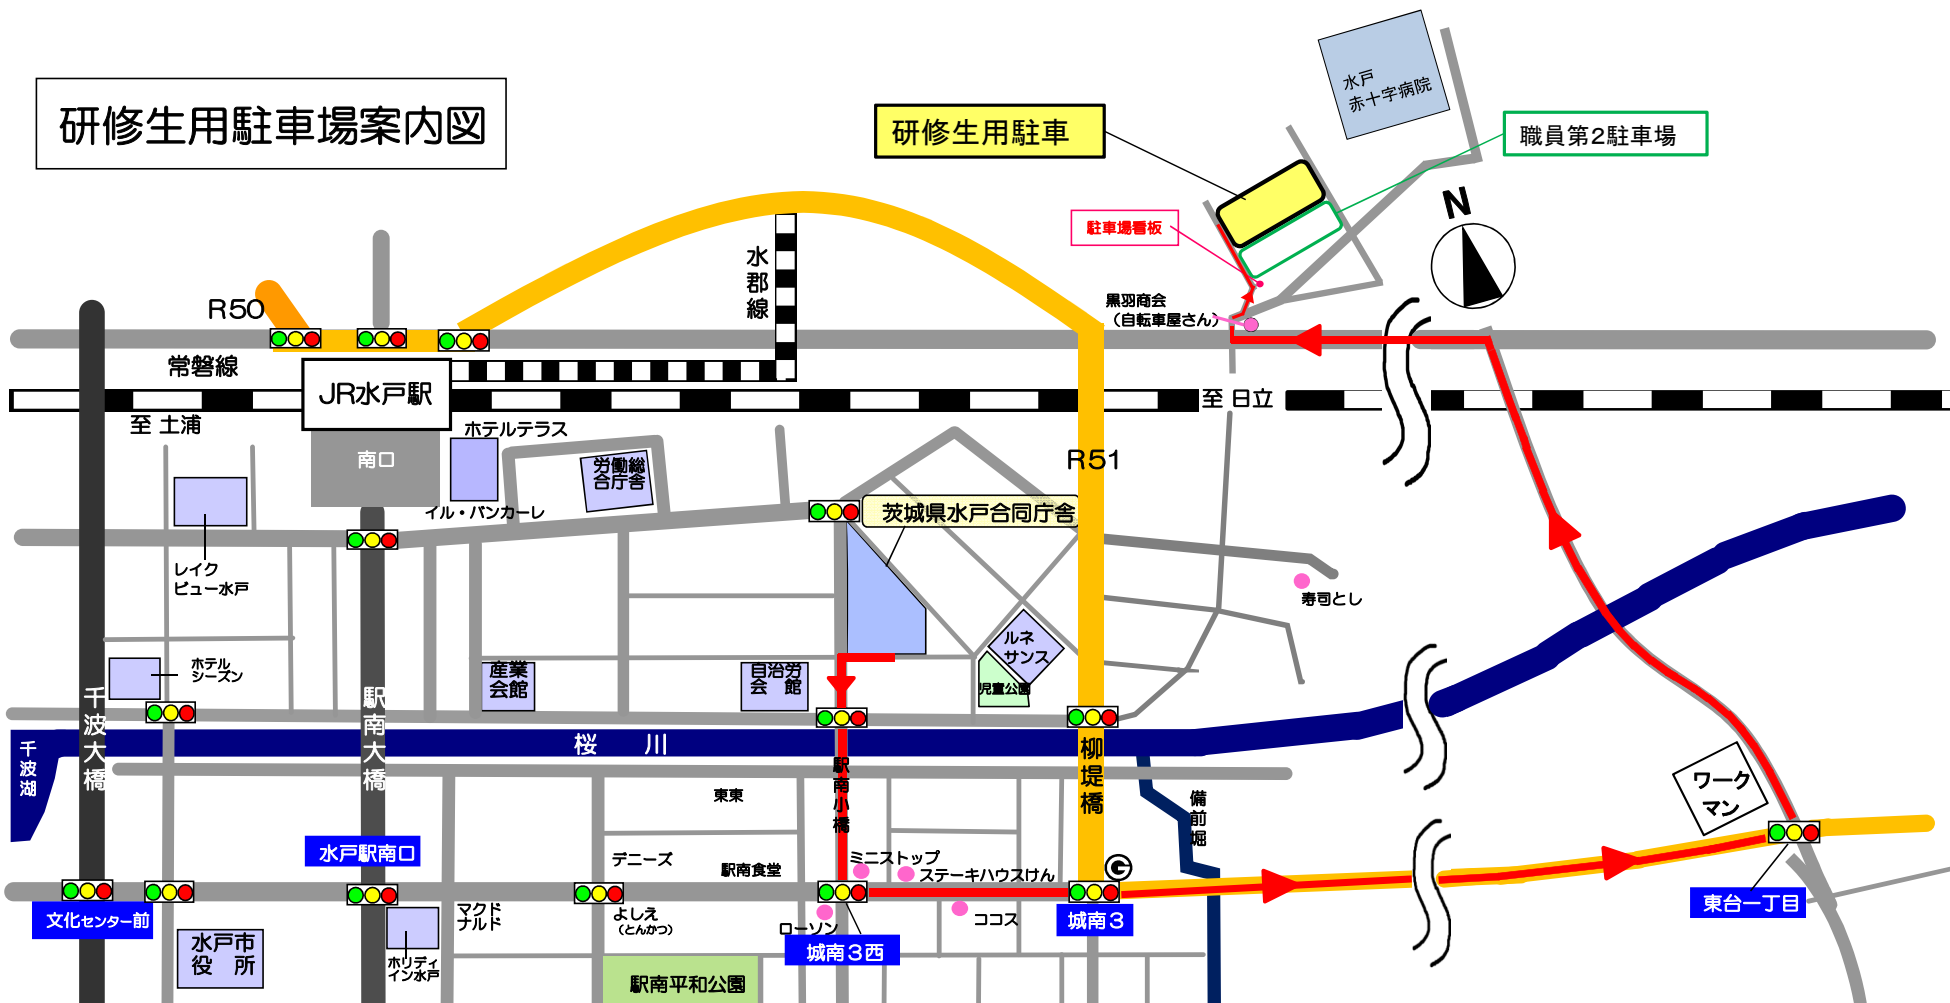 研修生用駐車場案内図
水戸
赤十字病院
研修生用駐車
職員第2駐車場
N
駐車場看板
水郡線
R50
黒羽商会
（自転車屋さん）
常磐線
JR水戸駅
至 土浦
至 日立
ホテルテラス
南口
労働総
合庁舎
R51
イル・バンカーレ
茨城県水戸合同庁舎
レイク
ビュー水戸
寿司とし
ルネ
サンス
ホテル
シーズン
産業
会館
自治労
会　館
児童公園
千波大橋
駅南大橋
桜　川
千波湖
柳堤橋
駅南小橋
東東
備前堀
ワーク
マン
水戸駅南口
デニーズ
駅南食堂
ミニストップ
ステーキハウスけん
文化センター前
マクド
ナルド
よしえ
（とんかつ）
ローソン
ココス
城南３
東台一丁目
水戸市
役　所
ホリディ
イン水戸
城南３西
駅南平和公園